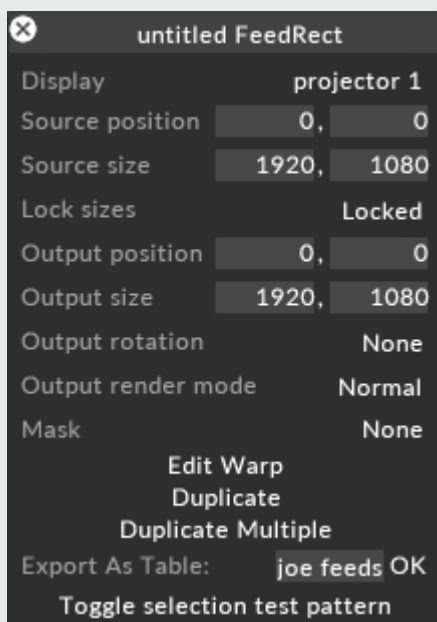 untitled FeedRect
Display projector 1
Source position 0, 0
Source size 1920, 1080
Lock sizes Locked
Output position 0, 0
Output size 1920, 1080
Output rotation None
Output render mode Normal
Mask None
Edit Warp
Duplicate
Duplicate Multiple
Export As Table: joe feeds OK
Toggle selection test pattern